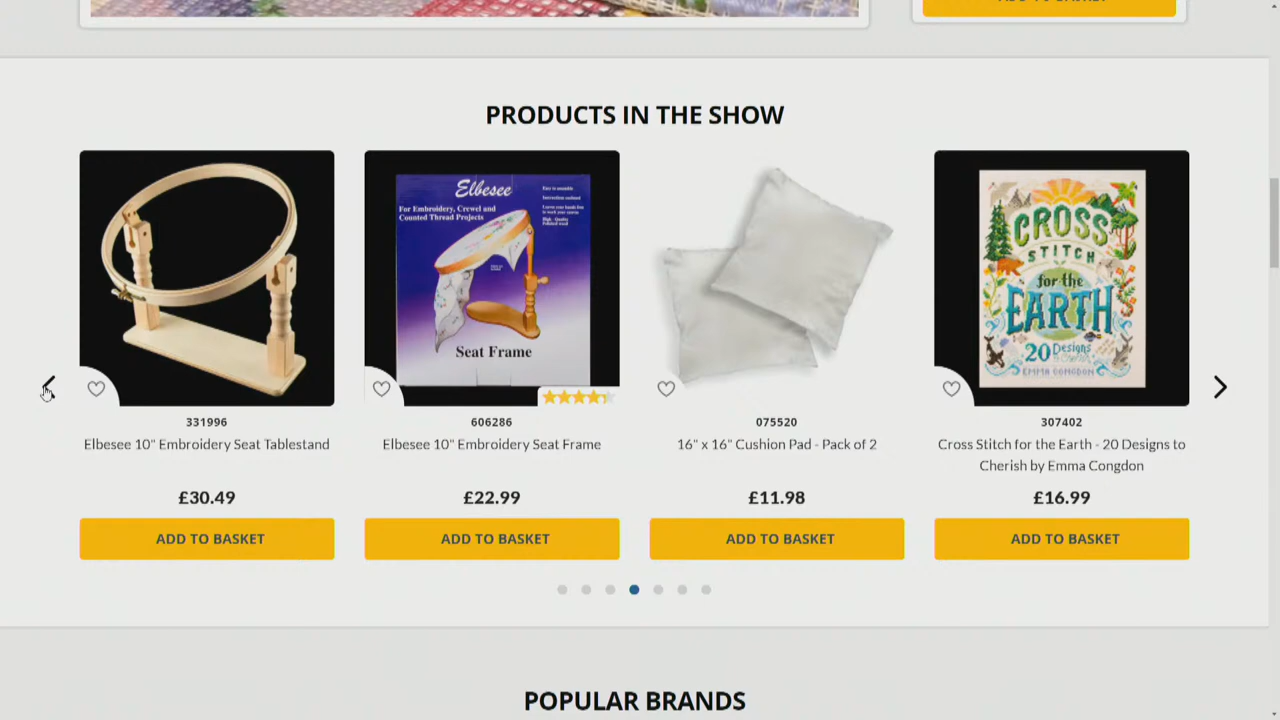 ADD TO BASKET
PRODUCTS IN THE SHOW
Elbesee
For Embroidery, Crewel and
Counted Thread Projects
Seat Frame
CROSS
STITCH
for the
EARTH
20 Designs
EMMA CONGDON
331996
606286
075520
307402
Elbesee 10" Embroidery Seat Tablestand
Elbesee 10" Embroidery Seat Frame
16" x 16" Cushion Pad - Pack of 2
Cross Stitch for the Earth - 20 Designs to
Cherish by Emma Congdon
£30.49
£22.99
£11.98
£16.99
ADD TO BASKET
ADD TO BASKET
ADD TO BASKET
ADD TO BASKET
POPULAR BRANDS